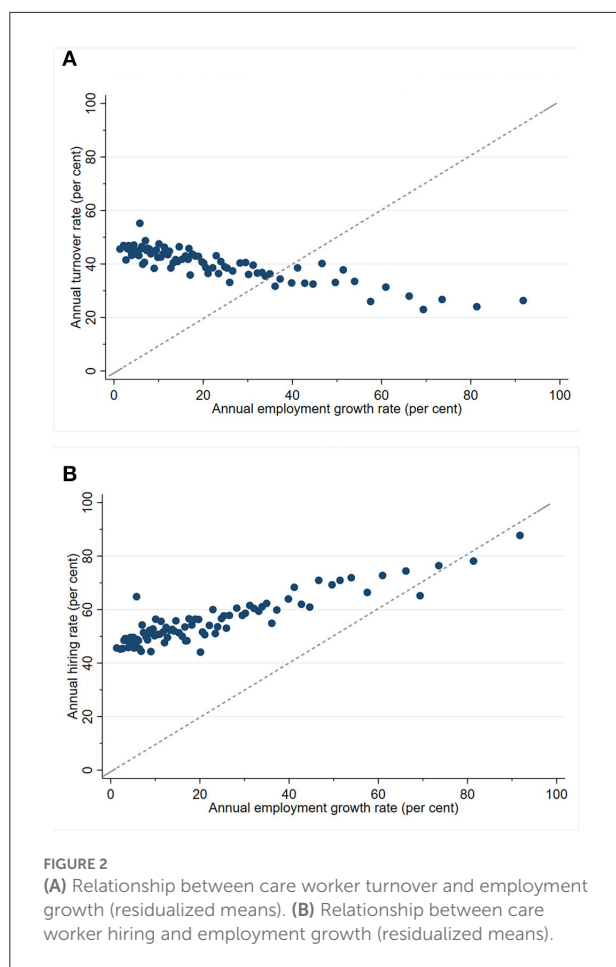 A
Annual turnover rate (per cent)
100
80
60
40
20
0
0 20 40 60 80 100
Annual employment growth rate (per cent)
B
Annual hiring rate (per cent)
100
80
60
40
20
0
0 20 40 60 80 100
Annual employment growth rate (per cent)
FIGURE 2
(A) Relationship between care worker turnover and employment
growth (residualized means). (B) Relationship between care
worker hiring and employment growth (residualized means).